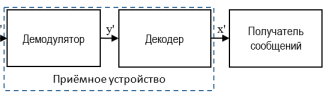 Демодулятор
y'
Декодер
x'
Получатель
сообщений
Приёмное устройство